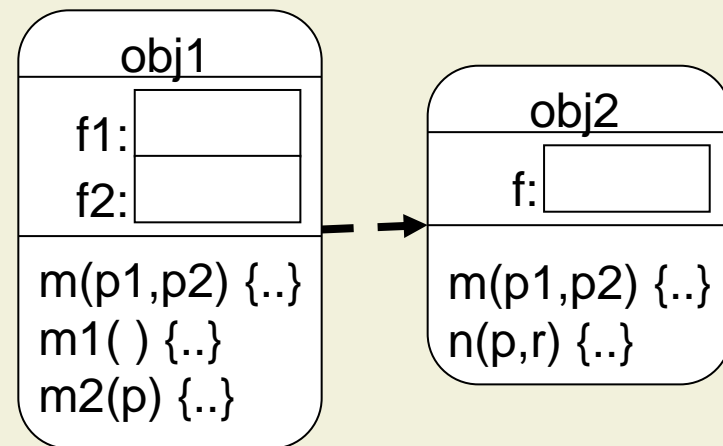 obj1
f1:
f2:
m(p1,p2) {..}
m1( ) {..}
m2(p) {..}
obj2
f:
m(p1,p2) {..}
n(p,r) {..}